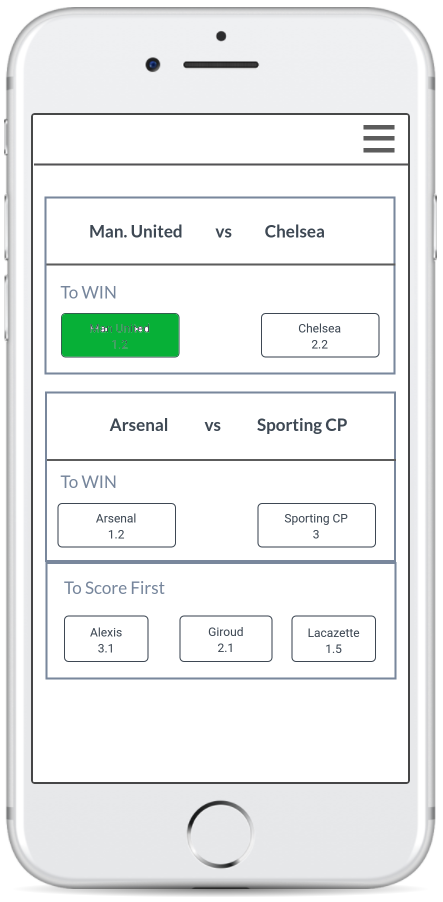 Man. United vs Chelsea
To WIN
Man. United
1.2
Chelsea
2.2
Arsenal vs Sporting CP
To WIN
Arsenal
1.2
Sporting CP
3
To Score First
Alexis
3.1
Giroud
2.1
Lacazette
1.5